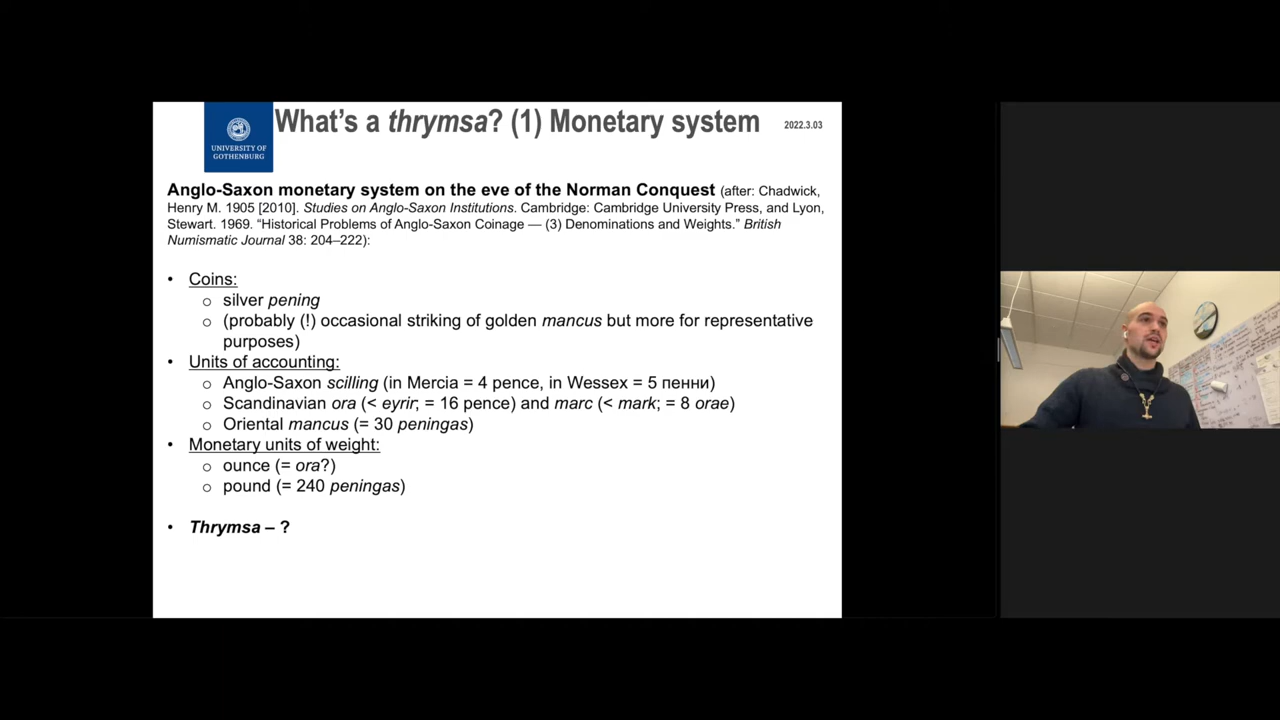 What's a thrymsa? (1) Monetary system
2022.3.03
UNIVERSITY OF
GOTHENBURG
Anglo-Saxon monetary system on the eve of the Norman Conquest (after: Chadwick,
Henry M. 1905 [2010]. Studies on Anglo-Saxon Institutions. Cambridge: Cambridge University Press, and Lyon,
Stewart. 1969. “Historical Problems of Anglo-Saxon Coinage — (3) Denominations and Weights.” British
Numismatic Journal 38: 204–222):
• Coins:
o silver pening
o (probably (!) occasional striking of golden mancus but more for representative
purposes)
• Units of accounting:
o Anglo-Saxon scilling (in Mercia = 4 pence, in Wessex = 5 пенни)
o Scandinavian ora (< eyrir; = 16 pence) and marc (< mark; = 8 orae)
o Oriental mancus (= 30 peningas)
• Monetary units of weight:
o ounce (= ora?)
o pound (= 240 peningas)
• Thrymsa – ?